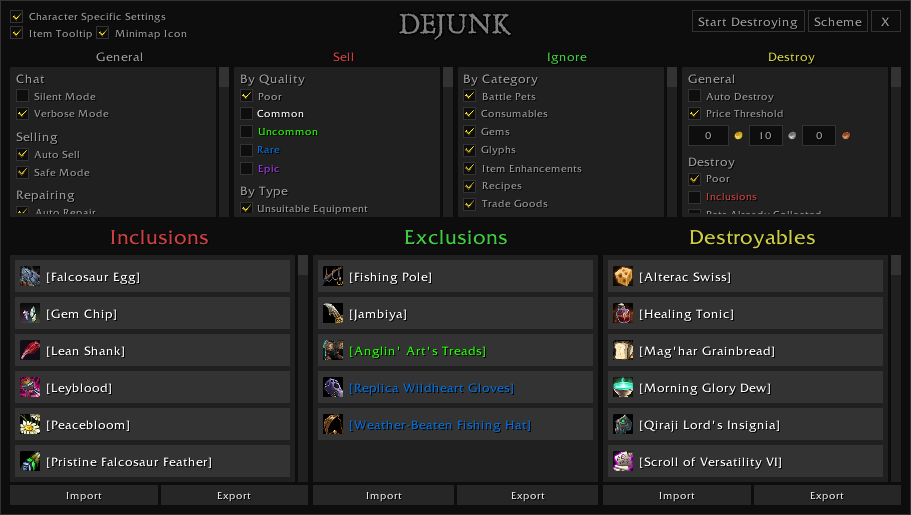 Character Specific Settings
Item Tooltip Minimap Icon
DEJUNK
Start Destroying Scheme X
General
Chat
Silent Mode
Verbose Mode
Selling
Auto Sell
Safe Mode
Repairing
Auto Repair
Sell
By Quality
Poor
Common
Uncommon
Rare
Epic
By Type
Unsuitable Equipment
Ignore
By Category
Battle Pets
Consumables
Gems
Glyphs
Item Enhancements
Recipes
Trade Goods
Destroy
General
Auto Destroy
Price Threshold
0 10 0
Destroy
Poor
Inclusions
Pets Already Collected
Inclusions
[Falcosaur Egg]
[Gem Chip]
[Lean Shank]
[Leyblood]
[Peacebloom]
[Pristine Falcosaur Feather]
Import Export
Exclusions
[Fishing Pole]
[Jambiya]
[Anglin' Art's Treads]
[Replica Wildheart Gloves]
[Weather-Beaten Fishing Hat]
Import Export
Destroyables
[Alterac Swiss]
[Healing Tonic]
[Mag'har Grainbread]
[Morning Glory Dew]
[Qiraji Lord's Insignia]
[Scroll of Versatility VI]
Import Export